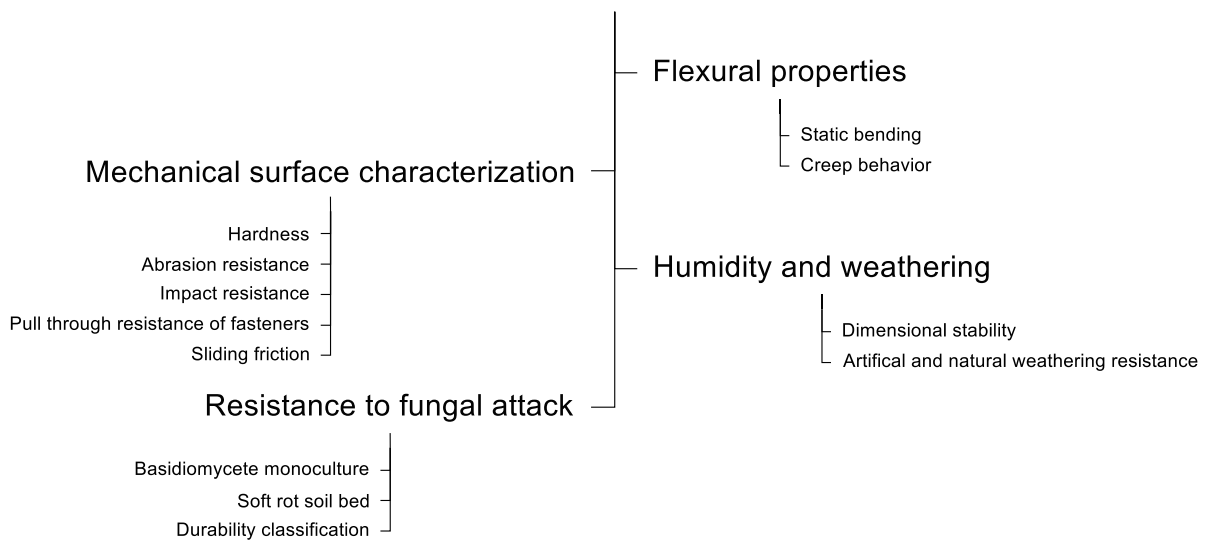 Flexural properties
Static bending
Creep behavior
Mechanical surface characterization
Hardness
Abrasion resistance
Impact resistance
Pull through resistance of fasteners
Sliding friction
Humidity and weathering
Dimensional stability
Artifical and natural weathering resistance
Resistance to fungal attack
Basidiomycete monoculture
Soft rot soil bed
Durability classification